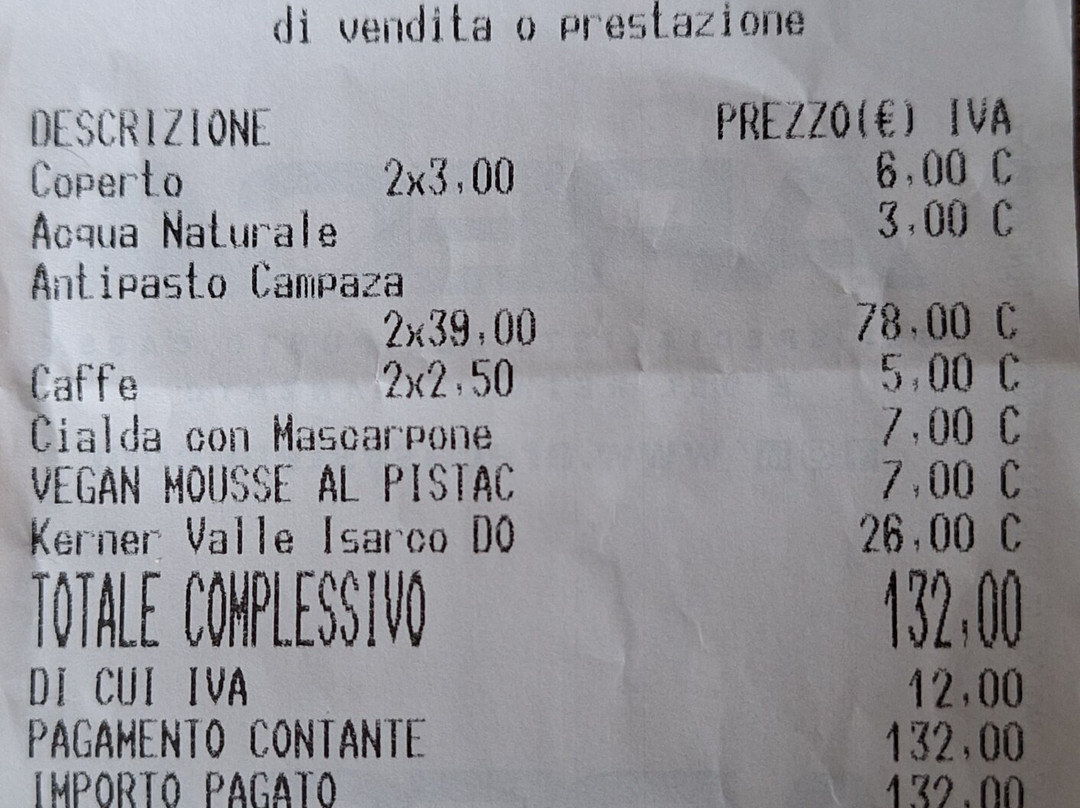 di vendita o prestazione
DESCRIZIONE PREZZO(€) IVA
Coperto 2x3,00 6,00 C
Acqua Naturale 3,00 C
Antipasto Campaza
2x39,00 78,00 C
Caffe 2x2,50 5,00 C
Cialda con Mascarpone 7,00 C
VEGAN MOUSSE AL PISTAC 7,00 C
Kerner Valle Isarco DO 26,00 C
TOTALE COMPLESSIVO 132,00
DI CUI IVA 12,00
PAGAMENTO CONTANTE 132,00
IMPORTO PAGATO 132,00